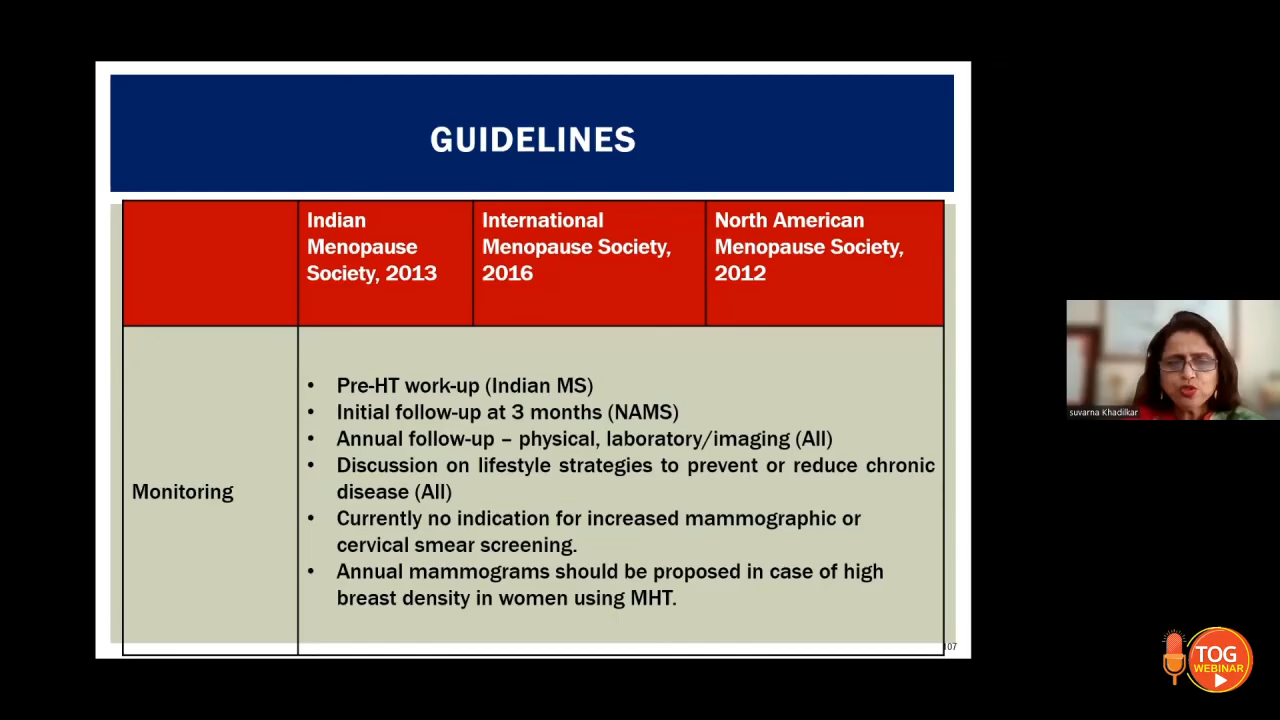 GUIDELINES
Indian
Menopause
Society, 2013
International
Menopause Society,
2016
North American
Menopause Society,
2012
Monitoring
• Pre-HT work-up (Indian MS)
• Initial follow-up at 3 months (NAMS)
• Annual follow-up – physical, laboratory/imaging (All)
• Discussion on lifestyle strategies to prevent or reduce chronic
disease (All)
• Currently no indication for increased mammographic or
cervical smear screening.
• Annual mammograms should be proposed in case of high
breast density in women using MHT.
107
suvarna Khadilkar
TOG
WEBINAR